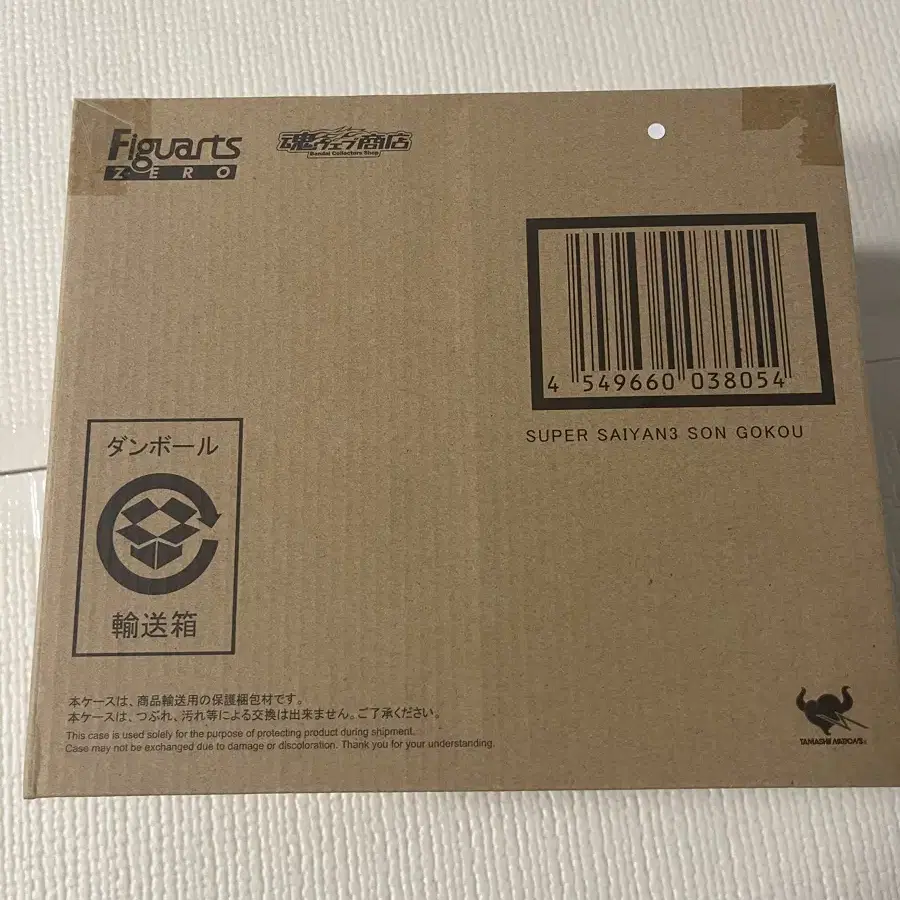 Figuarts
ZERO
魂ウェブ商店
Bandai Collectors Shop
4 549660 038054
SUPER SAIYAN3 SON GOKOU
ダンボール
輸送箱
本ケースは、商品輸送用の保護梱包材です。
本ケースは、つぶれ、汚れ等による交換は出来ません。ご了承ください。
This case is used solely for the purpose of protecting product during shipment.
Case may not be exchanged due to damage or discoloration. Thank you for your understanding.
TAMASHII NATIONS